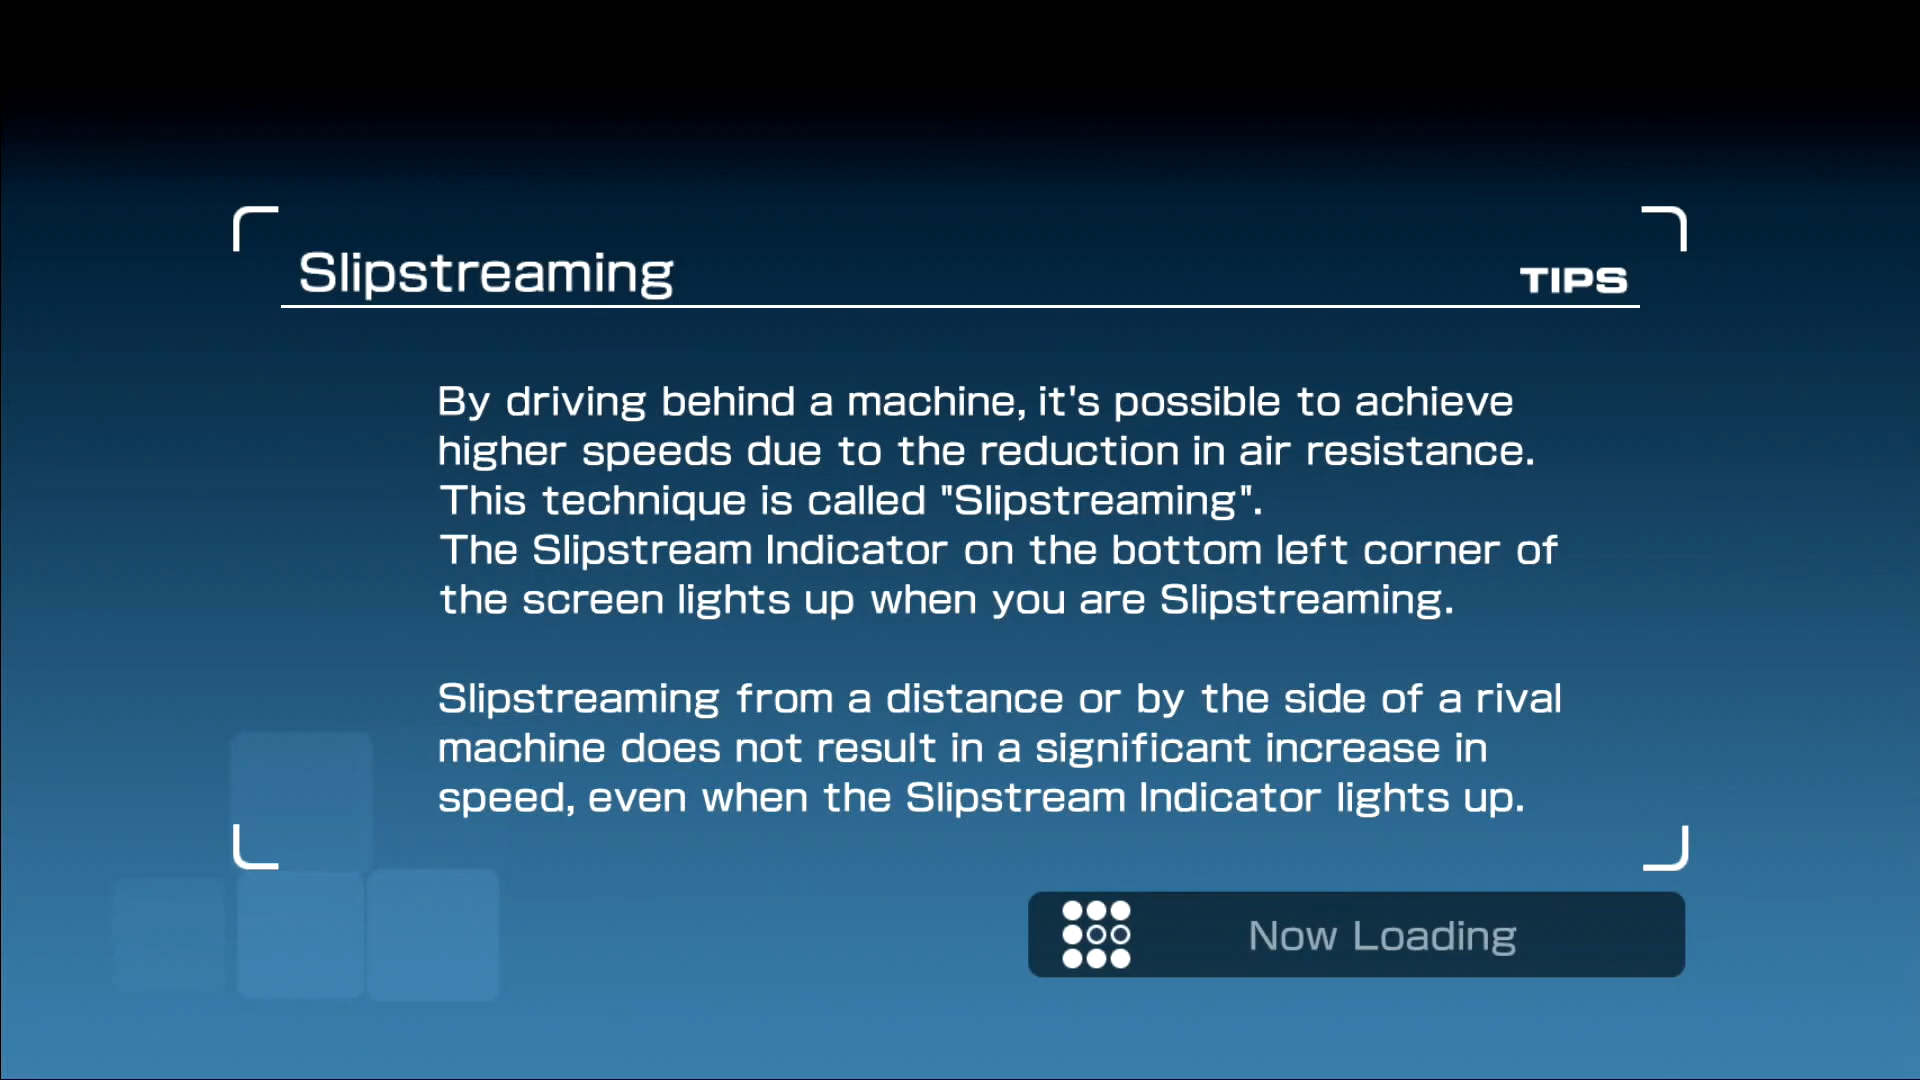 Slipstreaming
TIPS
By driving behind a machine, it's possible to achieve
higher speeds due to the reduction in air resistance.
This technique is called "Slipstreaming".
The Slipstream Indicator on the bottom left corner of
the screen lights up when you are Slipstreaming.
Slipstreaming from a distance or by the side of a rival
machine does not result in a significant increase in
speed, even when the Slipstream Indicator lights up.
Now Loading